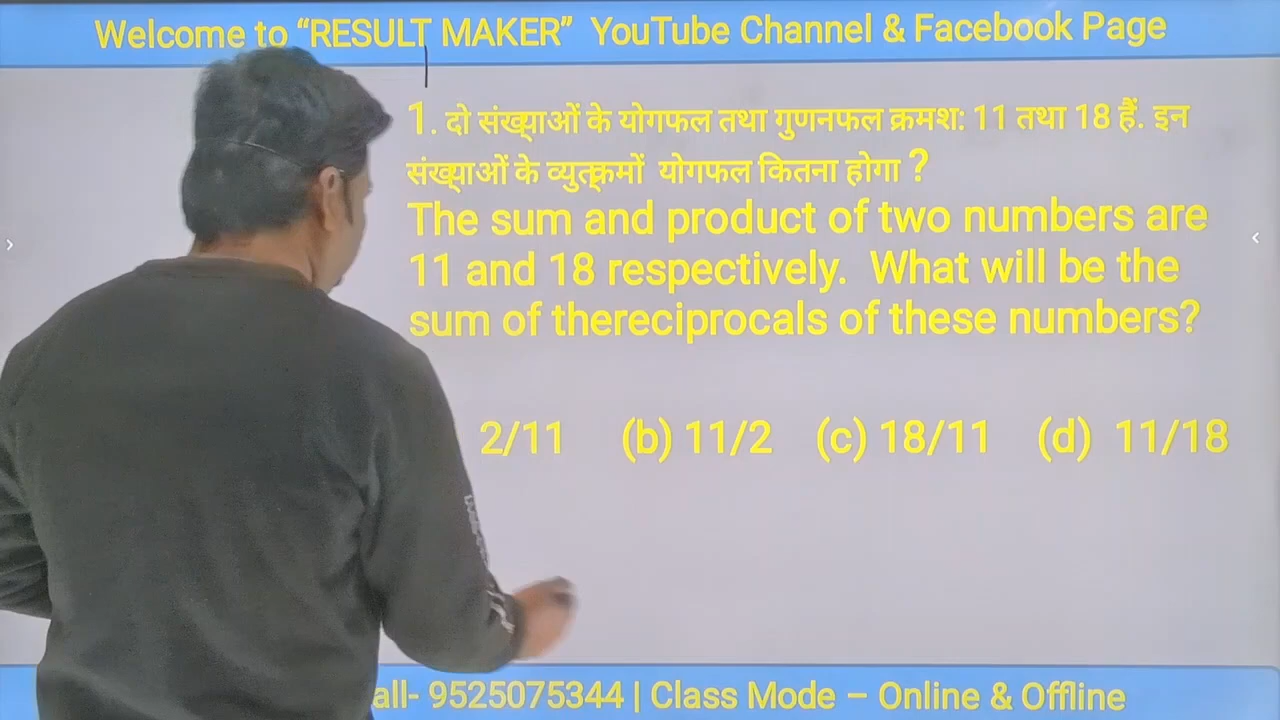 Welcome to “RESULT MAKER” YouTube Channel & Facebook Page
1. दो संख्याओं के योगफल तथा गुणनफल क्रमश: 11 तथा 18 हैं. इन
संख्याओं के व्युत्क्रमों योगफल कितना होगा ?
The sum and product of two numbers are
11 and 18 respectively. What will be the
sum of thereciprocals of these numbers?
2/11 (b) 11/2 (c) 18/11 (d) 11/18
all- 9525075344 | Class Mode – Online & Offline